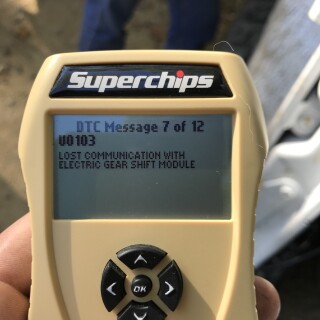 Superchips
DTC Message 7 of 12
U0103
LOST COMMUNICATION WITH
ELECTRIC GEAR SHIFT MODULE
OK